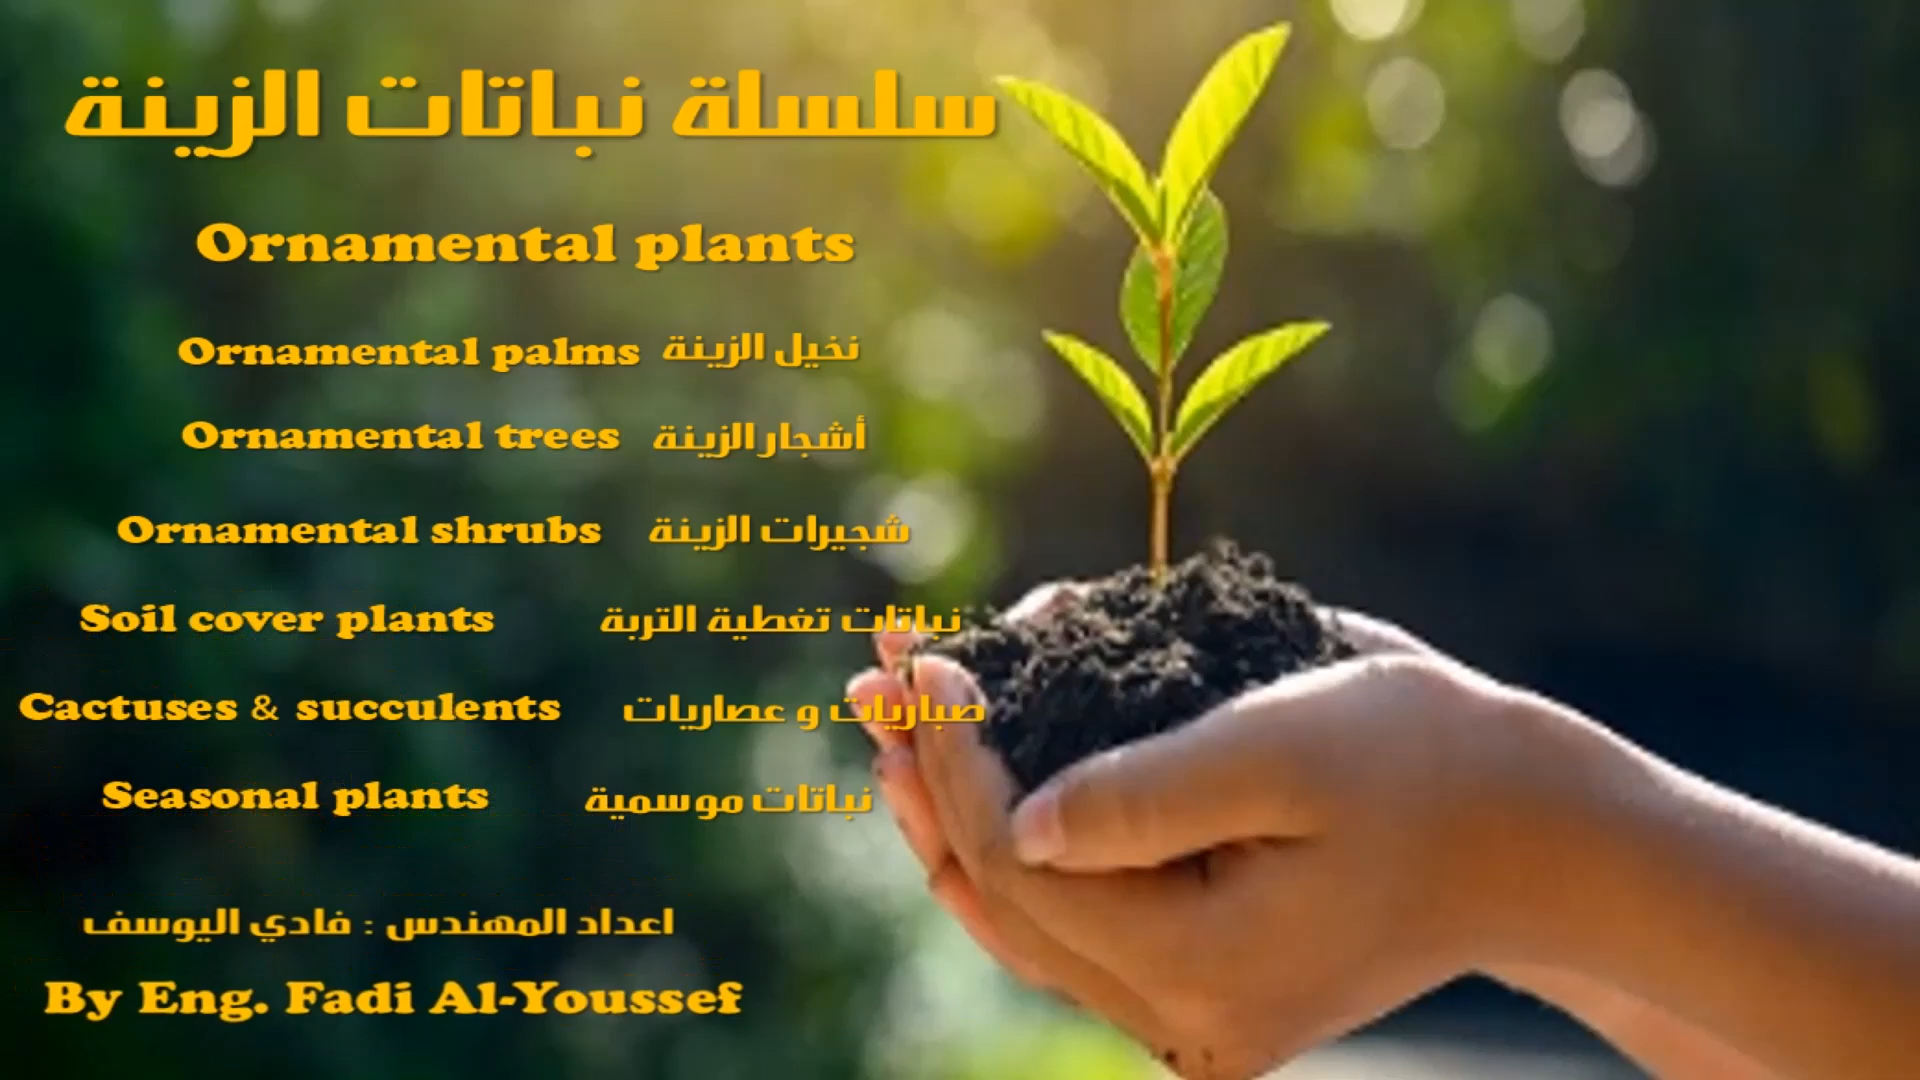 سلسلة نباتات الزينة
Ornamental plants
Ornamental palms نخيل الزينة
Ornamental trees أشجار الزينة
Ornamental shrubs شجيرات الزينة
Soil cover plants نباتات تغطية التربة
Cactuses & succulents صباريات و عصاريات
Seasonal plants نباتات موسمية
اعداد المهندس : فادي اليوسف
By Eng. Fadi Al-Youssef